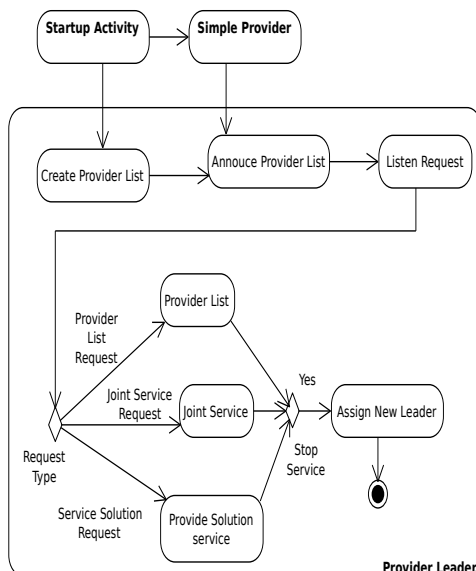 Startup Activity
Simple Provider
Create Provider List
Annouce Provider List
Listen Request
Provider List
Provider
List
Request
Joint Service
Request
Joint Service
Yes
Assign New Leader
Request
Type
Stop
Service
Service Solution
Request
Provide Solution
service
Provider Leader